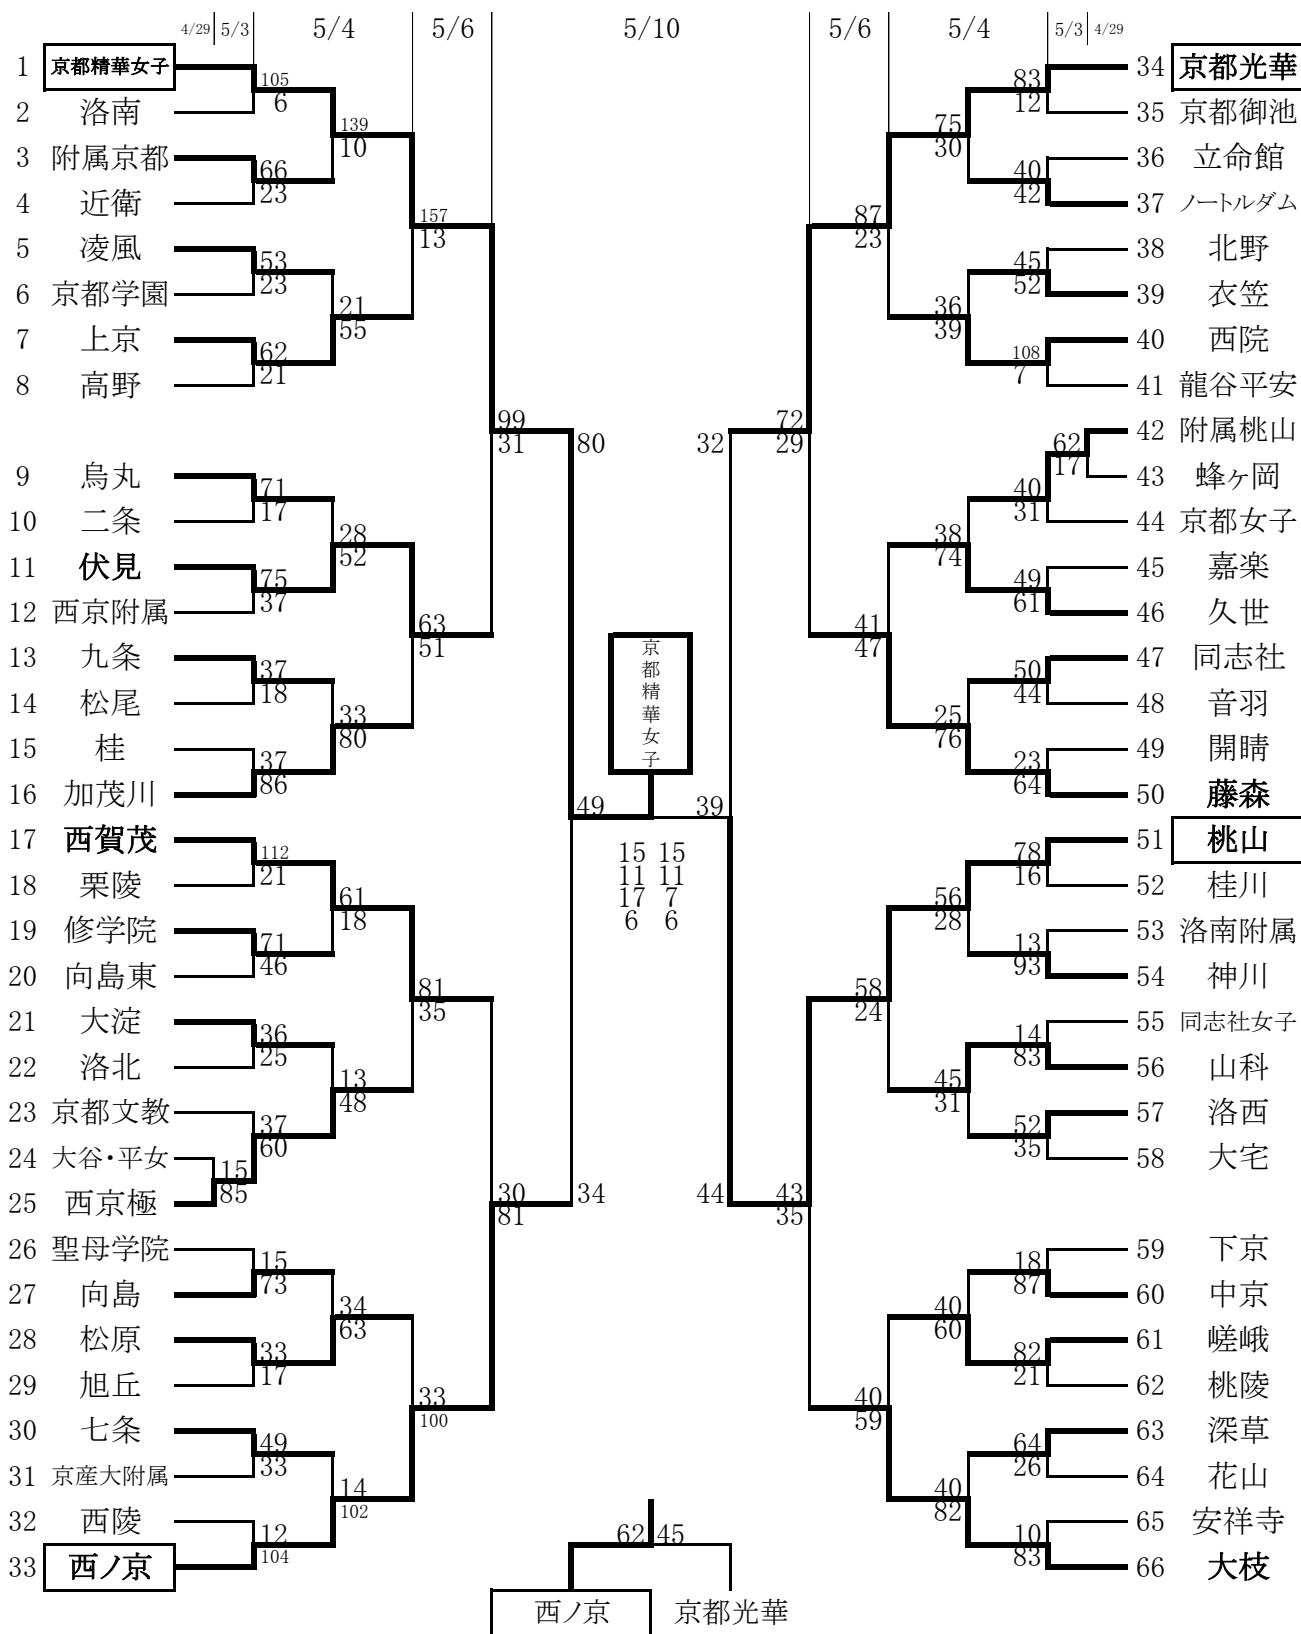 4/29 5/3 5/4 5/6 5/10 5/6 5/4 5/3 4/29
1 京都精華女子
2 洛南
3 附属京都
4 近衛
5 凌風
6 京都学園
7 上京
8 高野
9 烏丸
10 二条
11 伏見
12 西京附属
13 九条
14 松尾
15 桂
16 加茂川
17 西賀茂
18 栗陵
19 修学院
20 向島東
21 大淀
22 洛北
23 京都文教
24 大谷・平女
25 西京極
26 聖母学院
27 向島
28 松原
29 旭丘
30 七条
31 京産大附属
32 西陵
33 西ノ京
105
6
66
23
53
23
62
21
71
17
75
37
37
18
37
86
112
21
71
46
36
25
37
60
15
85
15
73
33
17
49
33
12
104
139
10
21
55
28
52
33
80
61
18
13
48
34
63
14
102
157
13
63
51
81
35
33
100
99
31
30
81
80
34
49
京都精華女子
39
15 15
11 11
17 7
6 6
62 45
西ノ京 京都光華
32
44
72
29
43
35
87
23
41
47
58
24
40
59
75
30
36
39
38
74
25
76
56
28
45
31
40
60
40
82
83
12
40
42
45
52
108
7
62
17
40
31
49
61
50
44
23
64
78
16
13
93
14
83
52
35
18
87
82
21
64
26
10
83
34 京都光華
35 京都御池
36 立命館
37 ノートルダム
38 北野
39 衣笠
40 西院
41 龍谷平安
42 附属桃山
43 蜂ヶ岡
44 京都女子
45 嘉楽
46 久世
47 同志社
48 音羽
49 開晴
50 藤森
51 桃山
52 桂川
53 洛南附属
54 神川
55 同志社女子
56 山科
57 洛西
58 大宅
59 下京
60 中京
61 嵯峨
62 桃陵
63 深草
64 花山
65 安祥寺
66 大枝